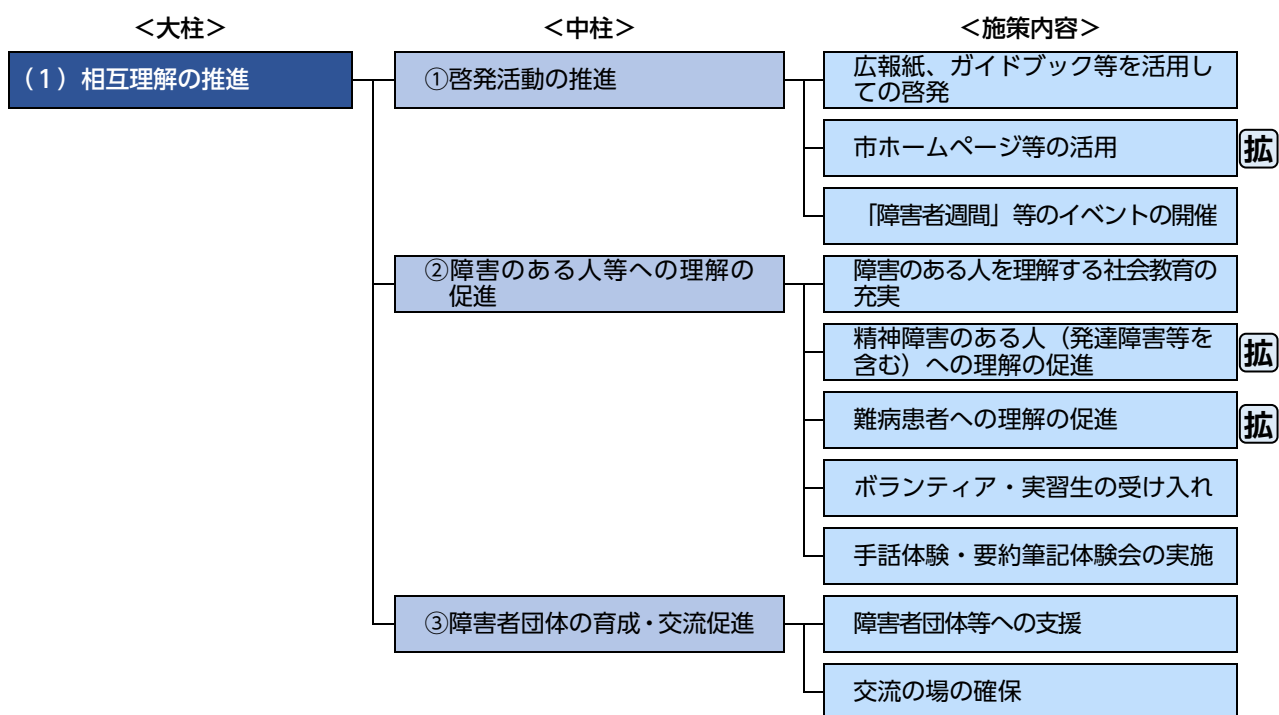 ＜大柱＞
＜中柱＞
＜施策内容＞
（1）相互理解の推進
①啓発活動の推進
広報紙、ガイドブック等を活用し
ての啓発
市ホームページ等の活用
拡
「障害者週間」等のイベントの開催
②障害のある人等への理解の
促進
障害のある人を理解する社会教育の
充実
精神障害のある人（発達障害等を
含む）への理解の促進
拡
難病患者への理解の促進
拡
ボランティア・実習生の受け入れ
手話体験・要約筆記体験会の実施
③障害者団体の育成・交流促進
障害者団体等への支援
交流の場の確保